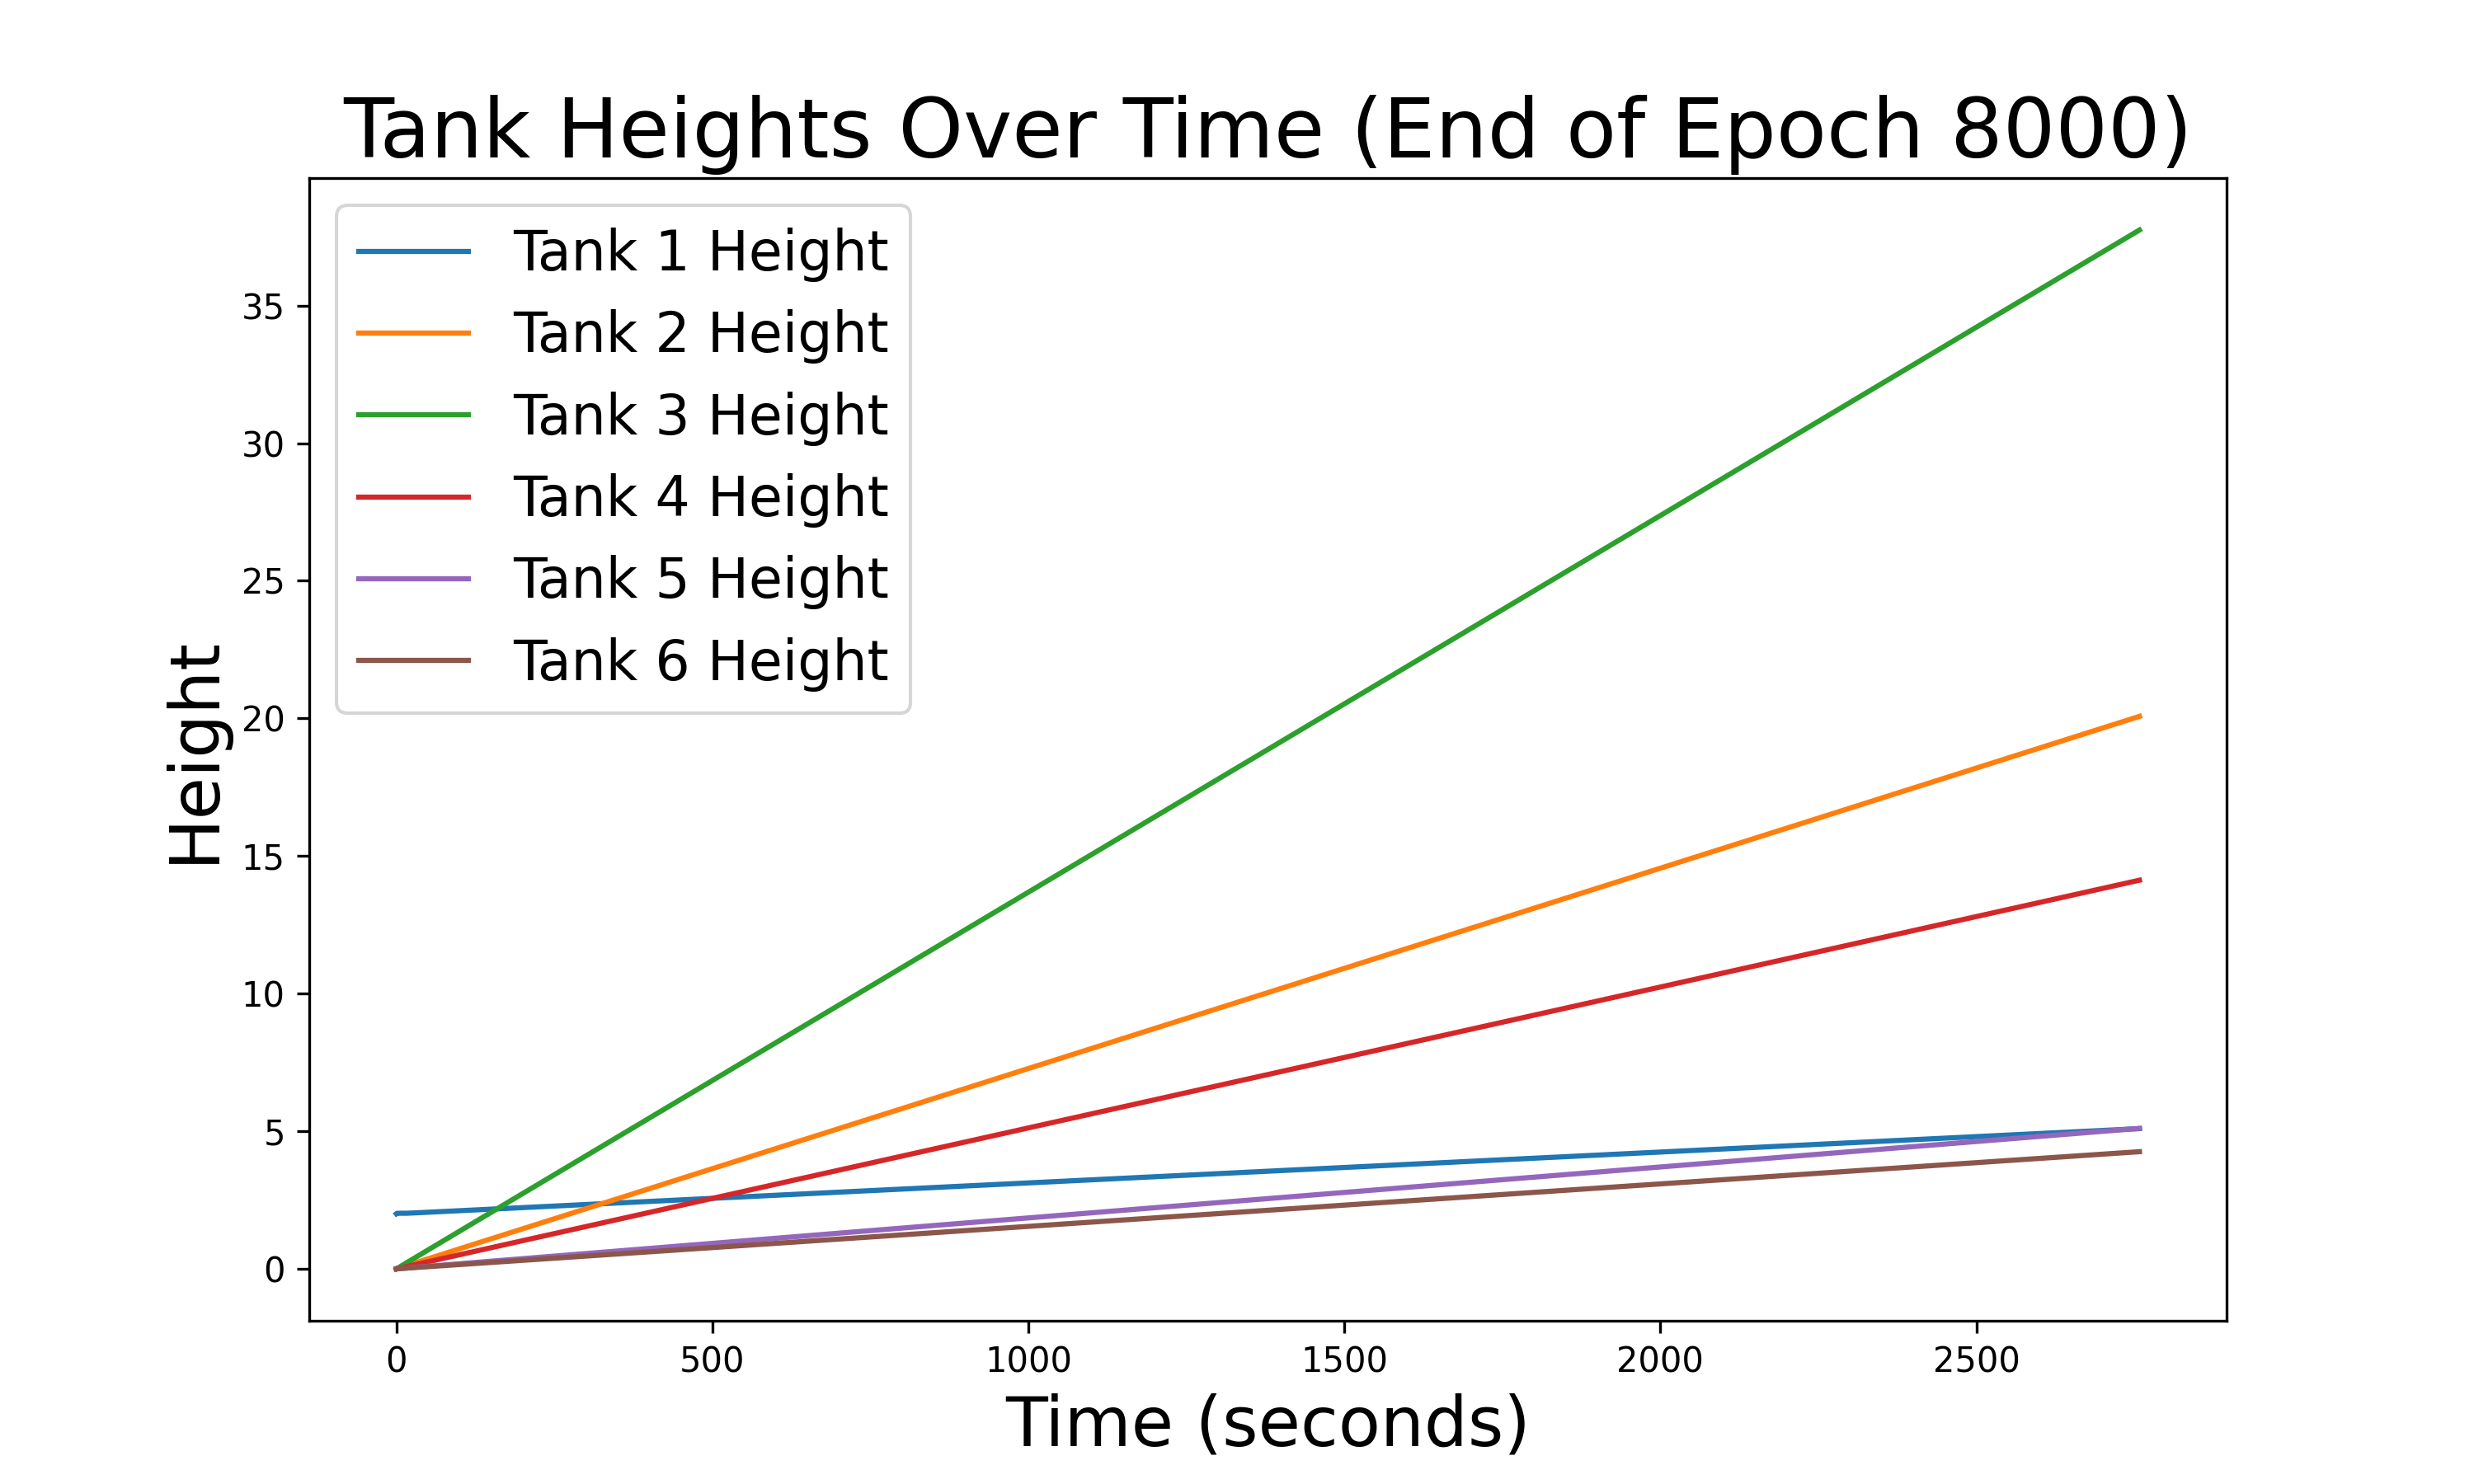 Tank Heights Over Time (End of Epoch 8000)
Tank 1 Height
Tank 2 Height
Tank 3 Height
Tank 4 Height
Tank 5 Height
Tank 6 Height
Height
35
30
25
20
15
10
5
0
0 500 1000 1500 2000 2500
Time (seconds)